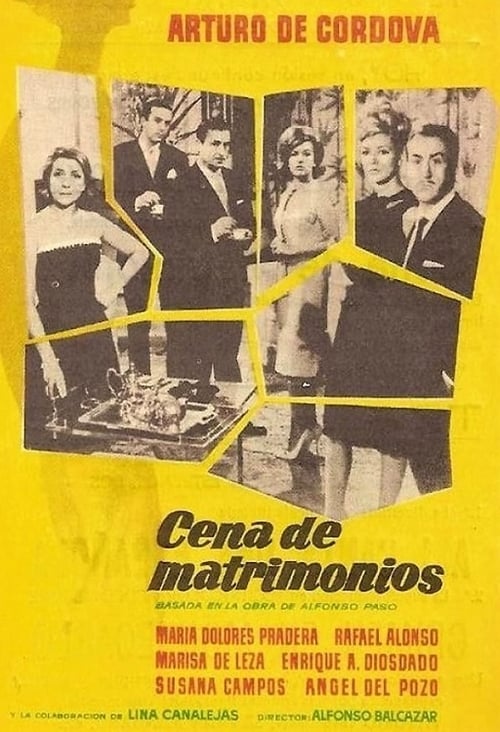 ARTURO DE CORDOVA
Cena de
matrimonios
BASADA EN LA OBRA DE ALFONSO PASO
MARIA DOLORES PRADERA RAFAEL ALONSO
MARISA DE LEZA ENRIQUE A. DIOSDADO
SUSANA CAMPOS ANGEL DEL POZO
Y LA COLABORACION DE LINA CANALEJAS DIRECTOR: ALFONSO BALCAZAR